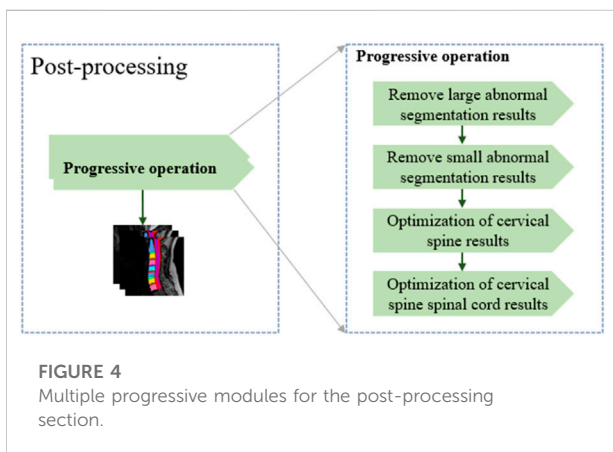 Post-processing
Progressive operation
Progressive operation
Remove large abnormal
segmentation results
Remove small abnormal
segmentation results
Optimization of cervical
spine results
Optimization of cervical
spine spinal cord results
FIGURE 4
Multiple progressive modules for the post-processing
section.